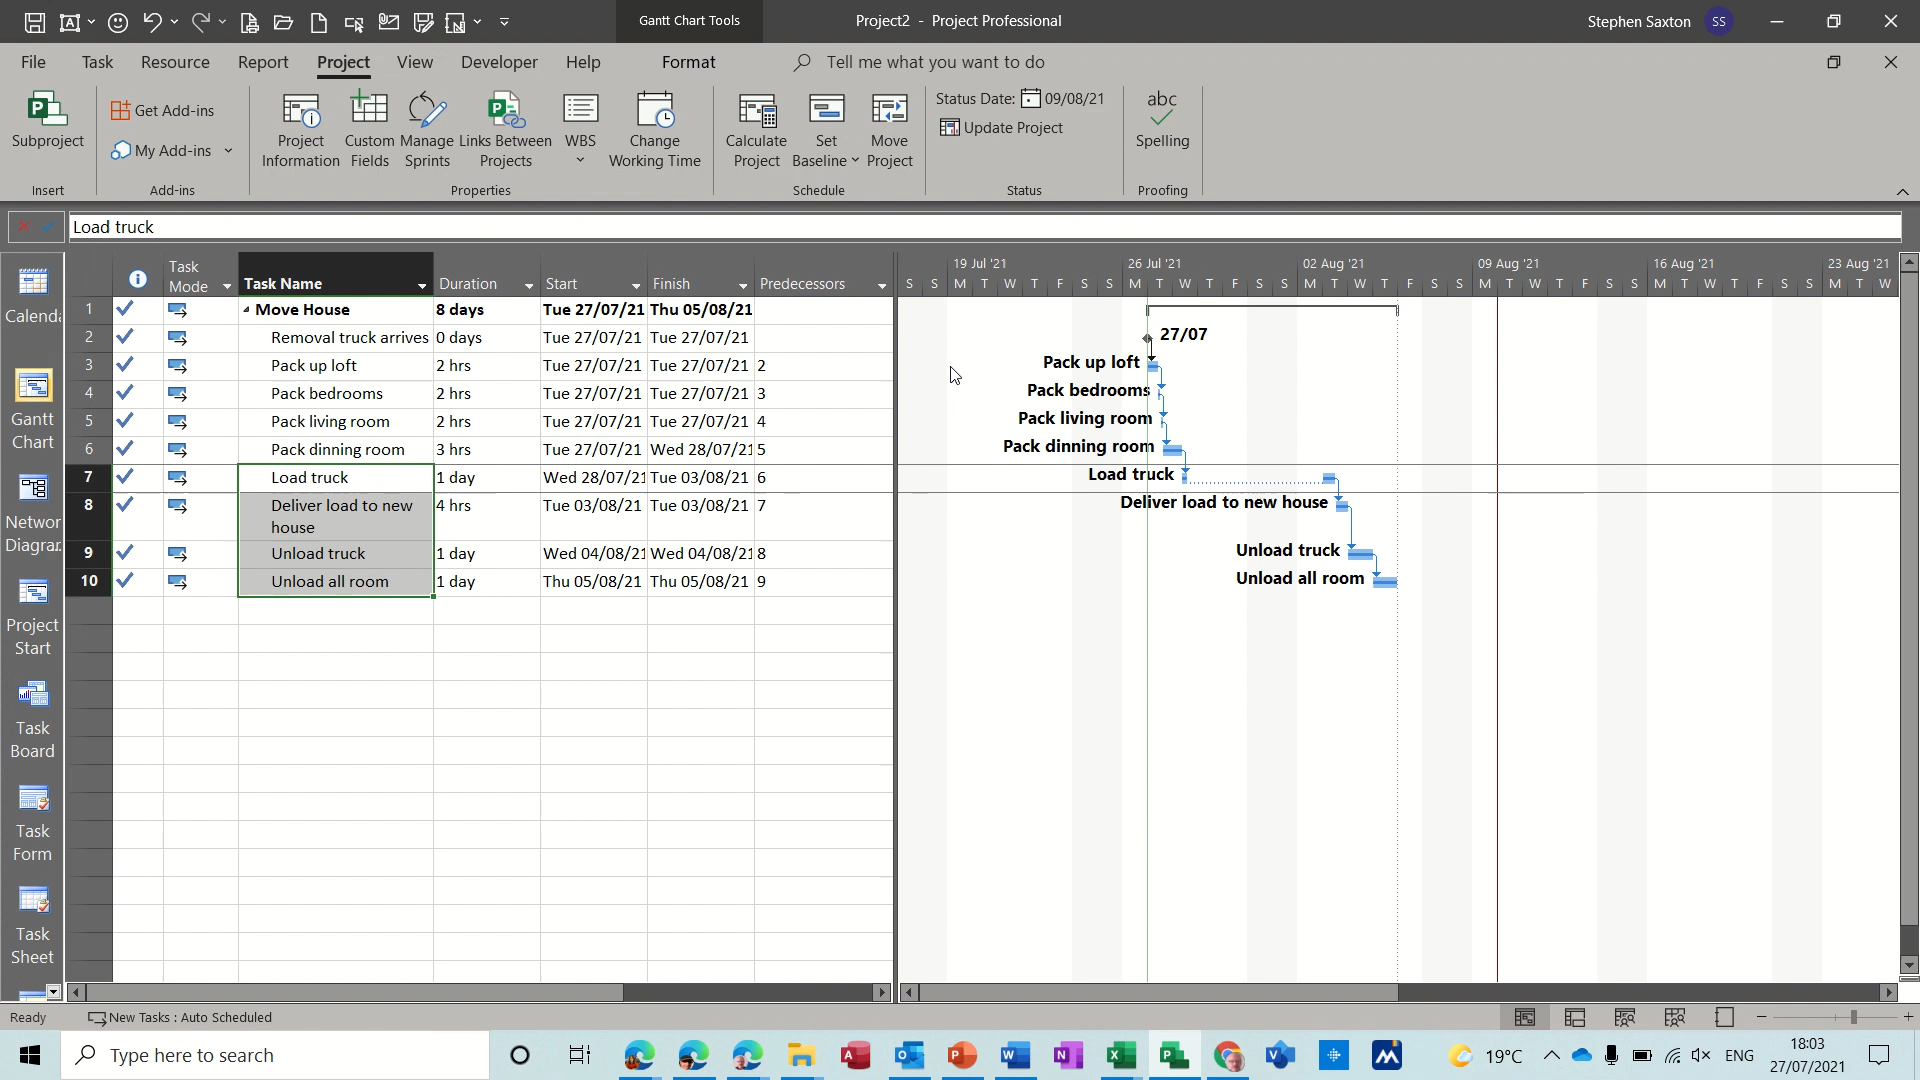 Gantt Chart Tools
Project2 - Project Professional
Stephen Saxton SS
File Task Resource Report Project View Developer Help Format Tell me what you want to do
Subproject
Insert
Get Add-ins
My Add-ins
Add-ins
Project Information
Custom Fields
Manage Sprints
Links Between Projects
WBS
Change Working Time
Properties
Calculate Project
Set Baseline
Move Project
Schedule
Status Date: 09/08/21
Update Project
Status
abc
Spelling
Proofing
Load truck
Task Mode Task Name Duration Start Finish Predecessors
1 Move House 8 days Tue 27/07/21 Thu 05/08/21
2 Removal truck arrives 0 days Tue 27/07/21 Tue 27/07/21
3 Pack up loft 2 hrs Tue 27/07/21 Tue 27/07/21 2
4 Pack bedrooms 2 hrs Tue 27/07/21 Tue 27/07/21 3
5 Pack living room 2 hrs Tue 27/07/21 Tue 27/07/21 4
6 Pack dinning room 3 hrs Tue 27/07/21 Wed 28/07/21 5
7 Load truck 1 day Wed 28/07/21 Tue 03/08/21 6
8 Deliver load to new house 4 hrs Tue 03/08/21 Tue 03/08/21 7
9 Unload truck 1 day Wed 04/08/21 Wed 04/08/21 8
10 Unload all room 1 day Thu 05/08/21 Thu 05/08/21 9
19 Jul '21 26 Jul '21 02 Aug '21 09 Aug '21 16 Aug '21 23 Aug '21
S S M T W T F S S M T W T F S S M T W T F S S M T W T F S S M T W T F S S M T W
27/07
Pack up loft
Pack bedrooms
Pack living room
Pack dinning room
Load truck
Deliver load to new house
Unload truck
Unload all room
Calenda
Gantt Chart
Networ
Diagrar
Project Start
Task Board
Task Form
Task Sheet
Ready New Tasks : Auto Scheduled
Type here to search
19°C
ENG
18:03
27/07/2021